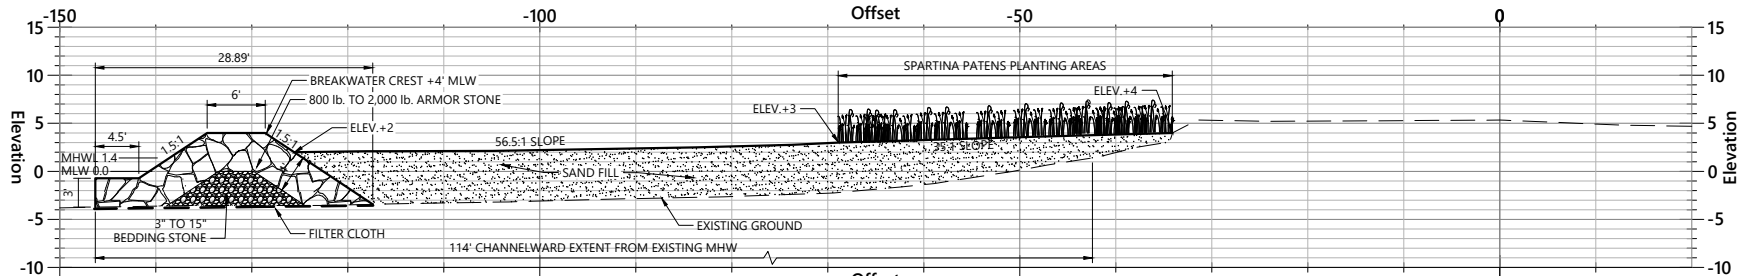 -150
-100
Offset
-50
0
15
15
28.89'
SPARTINA PATENS PLANTING AREAS
BREAKWATER CREST +4' MLW
10
10
6'
800 lb. TO 2,000 lb. ARMOR STONE
ELEV.+3
ELEV.+4
Elevation
Elevation
4.5'
ELEV.+2
5
5
1.5:1
1.5:1
56.5:1 SLOPE
35:1 SLOPE
MHWL 1.4
MLW 0.0
0
SAND FILL
0
3'
3" TO 15"
BEDDING STONE
FILTER CLOTH
EXISTING GROUND
-5
-5
114' CHANNELWARD EXTENT FROM EXISTING MHW
-10
-10
Offset